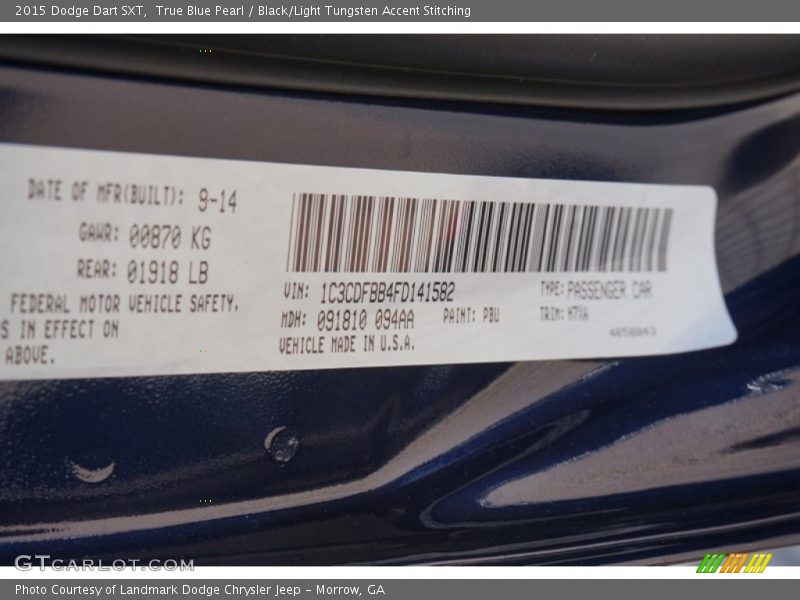 2015 Dodge Dart SXT,  True Blue Pearl / Black/Light Tungsten Accent Stitching
DATE OF MFR(BUILT): 9-14
GAWR: 00870 KG
REAR: 01918 LB
FEDERAL MOTOR VEHICLE SAFETY,
S IN EFFECT ON
ABOVE.
VIN: 1C3CDFBB4FD141582 TYPE: PASSENGER CAR
MDH: 091810 094AA PAINT: PBU TRIM:
VEHICLE MADE IN U.S.A.
4658843
GTCARLOT.COM
Photo Courtesy of Landmark Dodge Chrysler Jeep – Morrow, GA